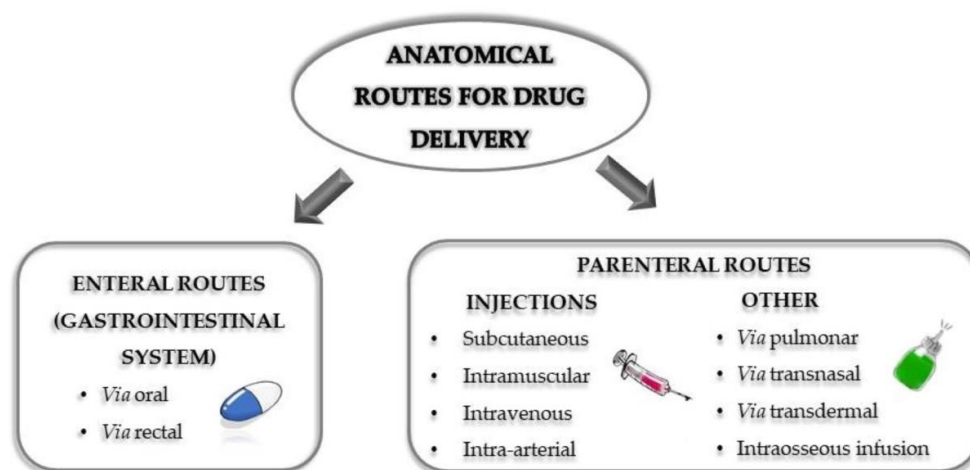 ANATOMICAL
ROUTES FOR DRUG
DELIVERY
ENTERAL ROUTES
(GASTROINTESTINAL
SYSTEM)
• Via oral
• Via rectal
PARENTERAL ROUTES
INJECTIONS
• Subcutaneous
• Intramuscular
• Intravenous
• Intra-arterial
OTHER
• Via pulmonar
• Via transnasal
• Via transdermal
• Intraosseous infusion